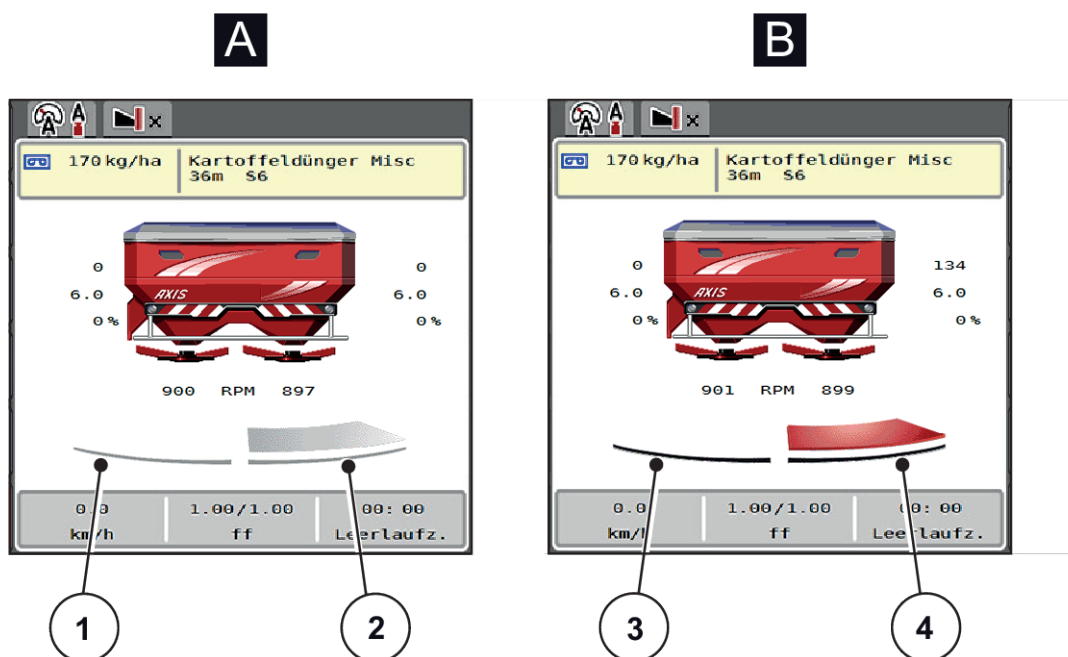 A
B
A A
x
170 kg/ha
Kartoffeldünger Misc
36m S6
0
0
6.0
AXIS
6.0
0%
0%
900 RPM 897
0.0
1.00/1.00
00:00
km/h
ff
Leerlaufz.
1
2
A A
x
170 kg/ha
Kartoffeldünger Misc
36m S6
0
134
6.0
AXIS
6.0
0%
0%
901 RPM 899
0.0
1.00/1.00
00:00
km/h
ff
Leerlaufz.
3
4